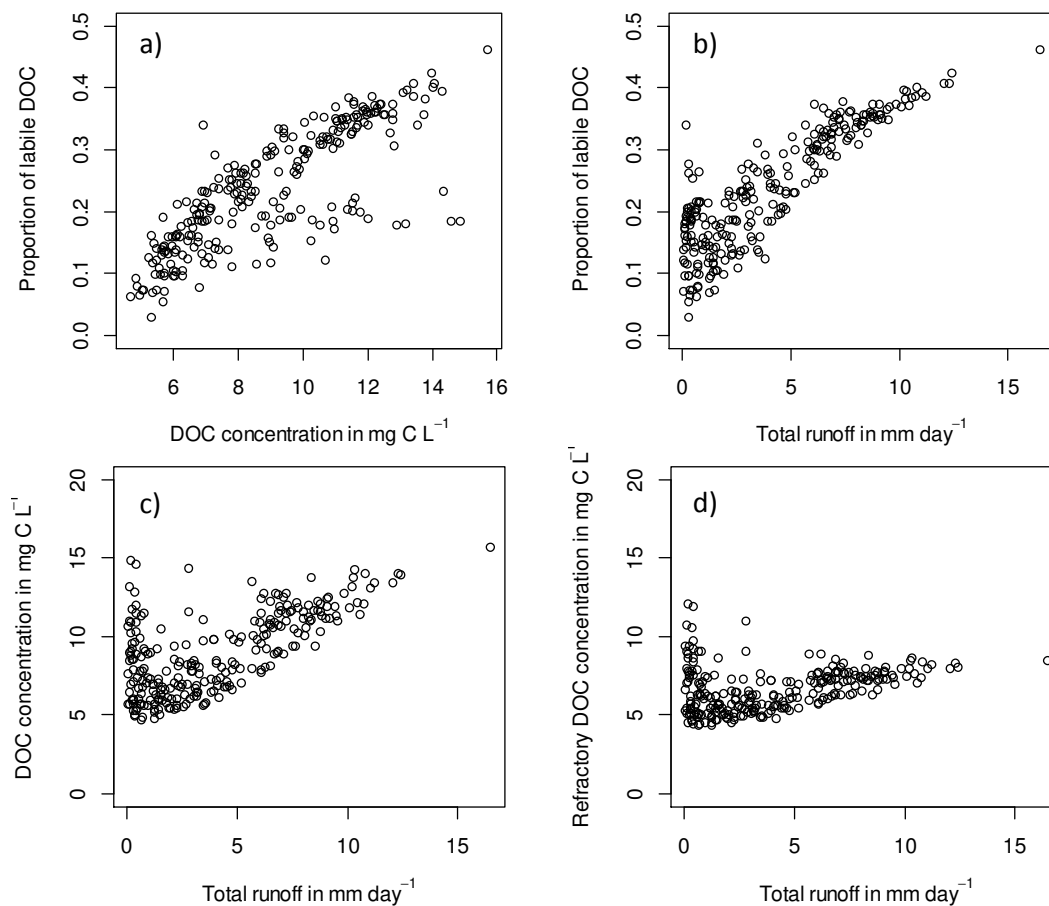 a)
0.5
0.4
0.3
0.2
0.1
0.0
Proportion of labile DOC
6 8 10 12 14 16
DOC concentration in mg C L⁻¹
b)
0.5
0.4
0.3
0.2
0.1
0.0
Proportion of labile DOC
0 5 10 15
Total runoff in mm day⁻¹
c)
20
15
10
5
0
DOC concentration in mg C L⁻¹
0 5 10 15
Total runoff in mm day⁻¹
d)
20
15
10
5
0
Refractory DOC concentration in mg C L⁻¹
0 5 10 15
Total runoff in mm day⁻¹